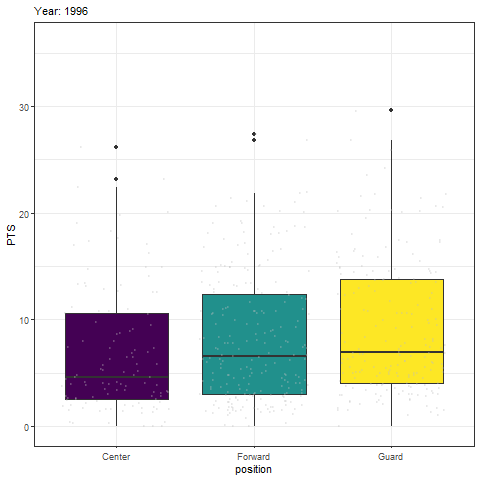 Year: 1996
PTS
30
20
10
0
Center Forward Guard
position